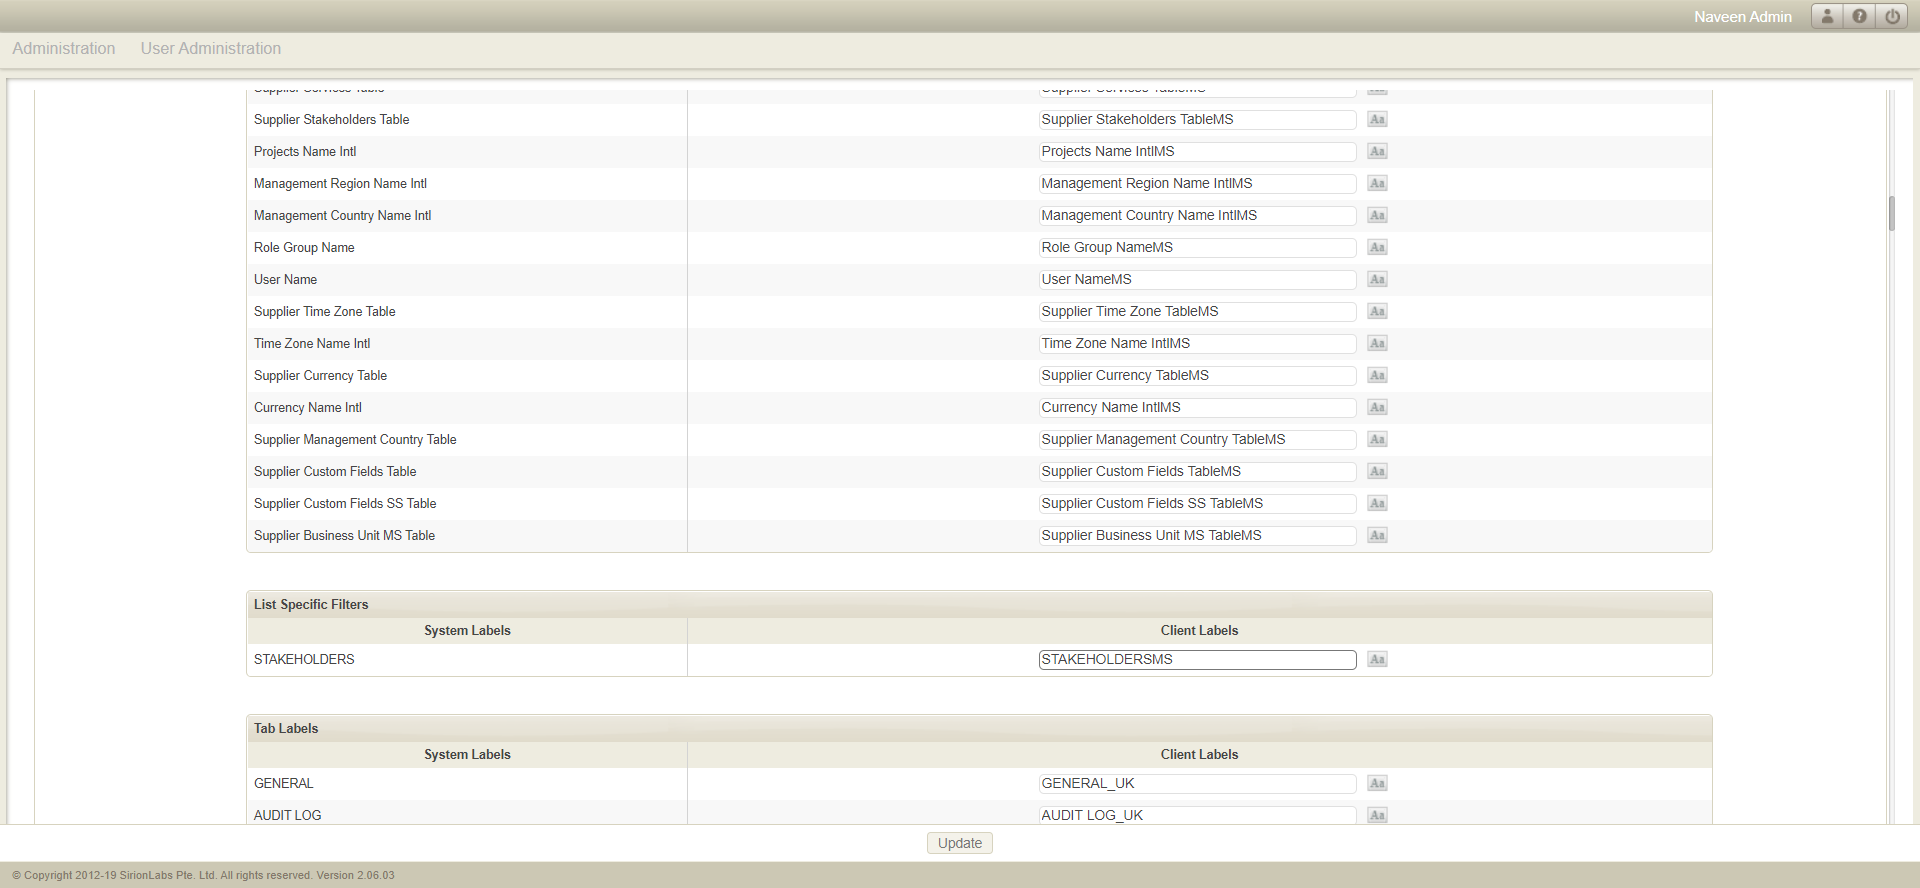 Naveen Admin
Administration User Administration
Supplier Services Table Supplier Services TableMS Aa
Supplier Stakeholders Table Supplier Stakeholders TableMS Aa
Projects Name Intl Projects Name IntlMS Aa
Management Region Name Intl Management Region Name IntlMS Aa
Management Country Name Intl Management Country Name IntlMS Aa
Role Group Name Role Group NameMS Aa
User Name User NameMS Aa
Supplier Time Zone Table Supplier Time Zone TableMS Aa
Time Zone Name Intl Time Zone Name IntlMS Aa
Supplier Currency Table Supplier Currency TableMS Aa
Currency Name Intl Currency Name IntlMS Aa
Supplier Management Country Table Supplier Management Country TableMS Aa
Supplier Custom Fields Table Supplier Custom Fields TableMS Aa
Supplier Custom Fields SS Table Supplier Custom Fields SS TableMS Aa
Supplier Business Unit MS Table Supplier Business Unit MS TableMS Aa
List Specific Filters
System Labels Client Labels
STAKEHOLDERS STAKEHOLDERSMS Aa
Tab Labels
System Labels Client Labels
GENERAL GENERAL_UK Aa
AUDIT LOG AUDIT LOG_UK Aa
Update
© Copyright 2012-19 SirionLabs Pte. Ltd. All rights reserved. Version 2.06.03